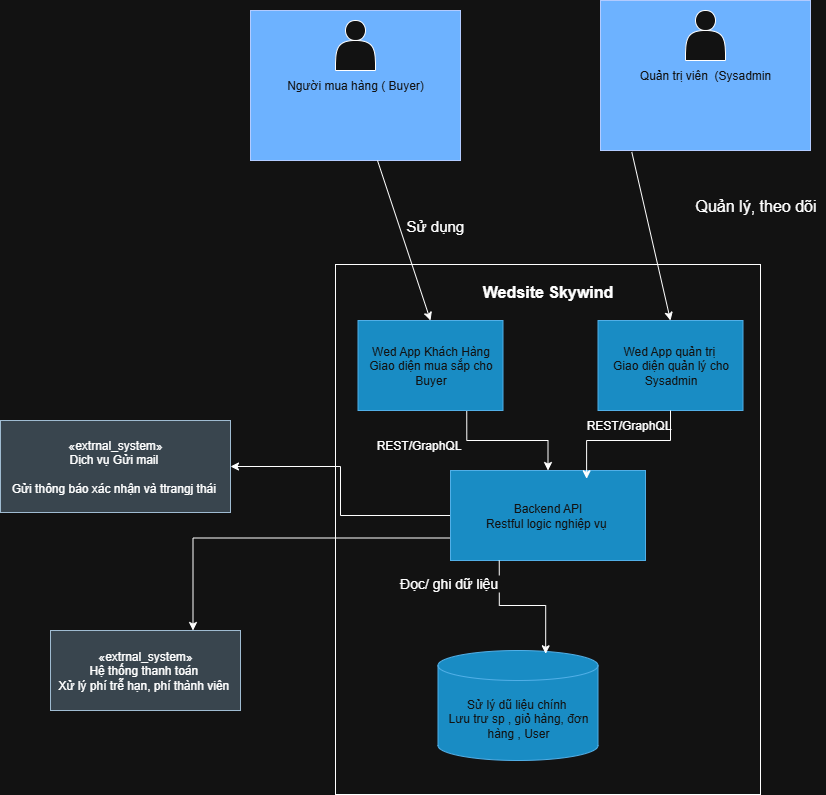 Người mua hàng ( Buyer)
Quản trị viên (Sysadmin
Quản lý, theo dõi
Sử dụng
Wedsite Skywind
Wed App Khách Hàng
Giao diện mua sắp cho
Buyer
Wed App quản trị
Giao diện quản lý cho
Sysadmin
REST/GraphQL
REST/GraphQL
«extrnal_system»
Dịch vụ Gửi mail
Gửi thông báo xác nhận và ttrangj thái
Backend API
Restful logic nghiệp vụ
Đọc/ ghi dữ liệu
«extrnal_system»
Hệ thống thanh toán
Xử lý phí trễ hạn, phí thành viên
Sử lý dũ liệu chính
Lưu trư sp , giỏ hàng, đơn
hàng , User